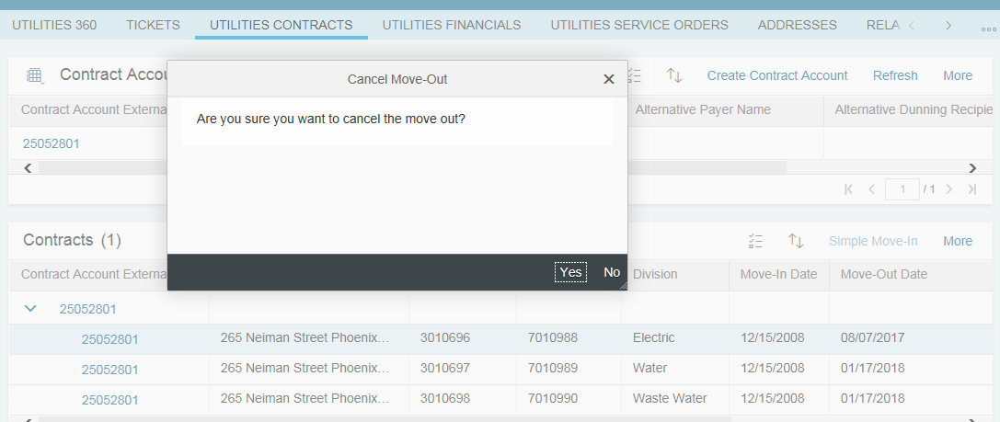 UTILITIES 360 TICKETS UTILITIES CONTRACTS UTILITIES FINANCIALS UTILITIES SERVICE ORDERS ADDRESSES RELA
Contract Accou Create Contract Account Refresh More
Cancel Move-Out
Are you sure you want to cancel the move out?
Yes No
Contract Account Externa Alternative Payer Name Alternative Dunning Recipie
25052801
1 / 1
Contracts (1) Simple Move-In More
Contract Account Externa Division Move-In Date Move-Out Date
25052801
25052801 265 Neiman Street Phoenix... 3010696 7010988 Electric 12/15/2008 08/07/2017
25052801 265 Neiman Street Phoenix... 3010697 7010989 Water 12/15/2008 01/17/2018
25052801 265 Neiman Street Phoenix... 3010698 7010990 Waste Water 12/15/2008 01/17/2018